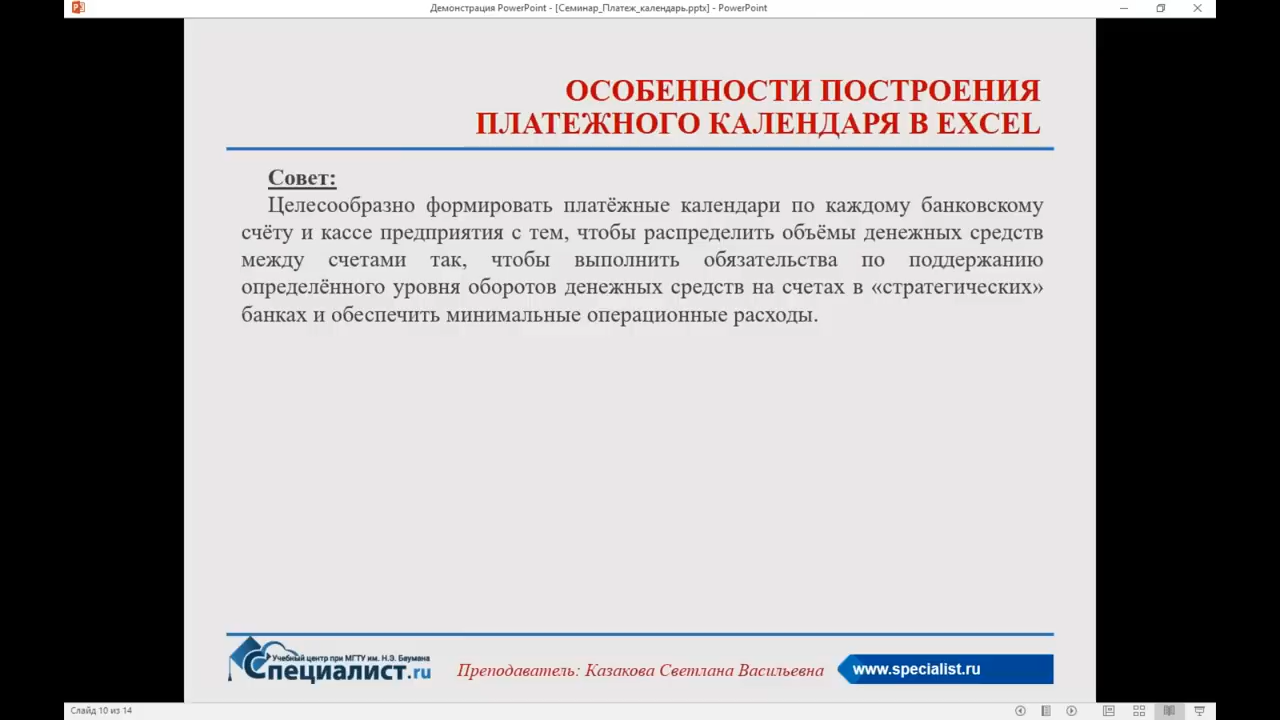 Демонстрация PowerPoint - [Семинар_Платеж_календарь.pptx] - PowerPoint
ОСОБЕННОСТИ ПОСТРОЕНИЯ
ПЛАТЕЖНОГО КАЛЕНДАРЯ В EXCEL
Совет:
Целесообразно формировать платёжные календари по каждому банковскому
счёту и кассе предприятия с тем, чтобы распределить объёмы денежных средств
между счетами так, чтобы выполнить обязательства по поддержанию
определённого уровня оборотов денежных средств на счетах в «стратегических»
банках и обеспечить минимальные операционные расходы.
Учебный центр при МГТУ им. Н.Э. Баумана
Специалист.ru
Преподаватель: Казакова Светлана Васильевна
www.specialist.ru
Слайд 10 из 14